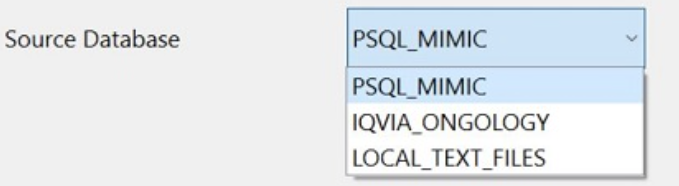 Source Database PSQL_MIMIC
PSQL_MIMIC
IQVIA_ONGOLOGY
LOCAL_TEXT_FILES